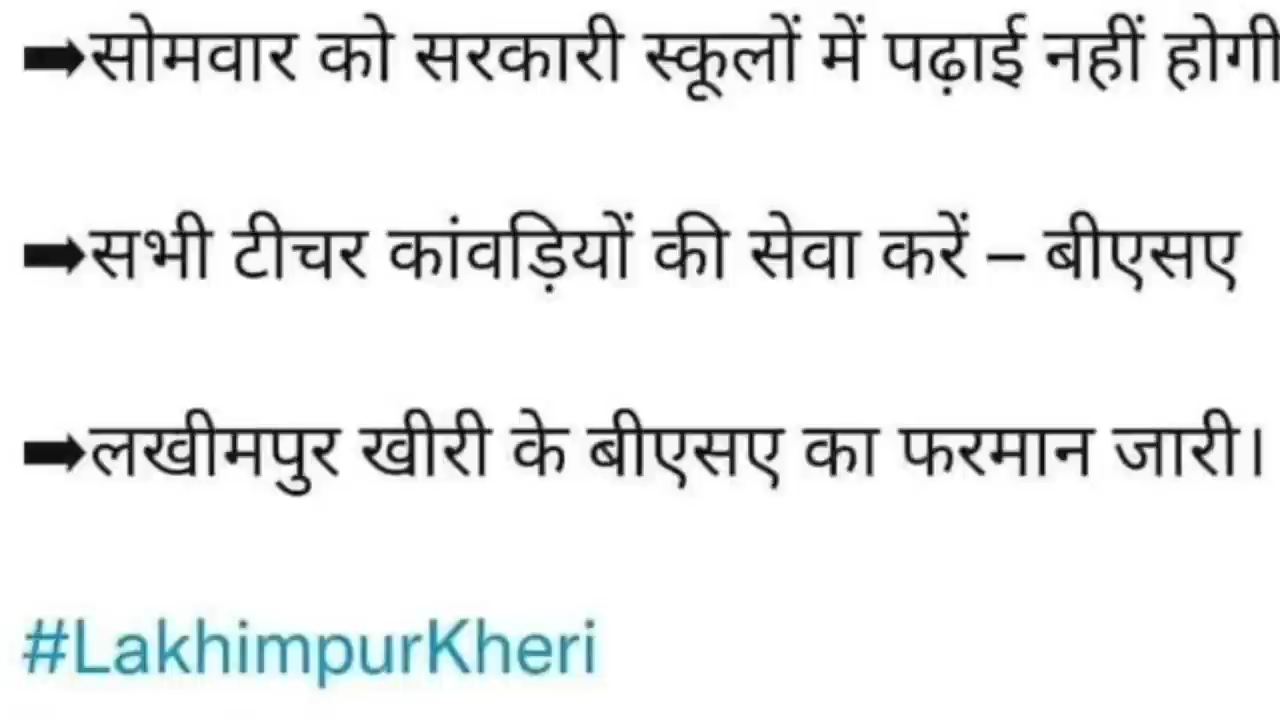 ➡सोमवार को सरकारी स्कूलों में पढ़ाई नहीं होगी
➡सभी टीचर कांवड़ियों की सेवा करें – बीएसए
➡लखीमपुर खीरी के बीएसए का फरमान जारी।
#LakhimpurKheri